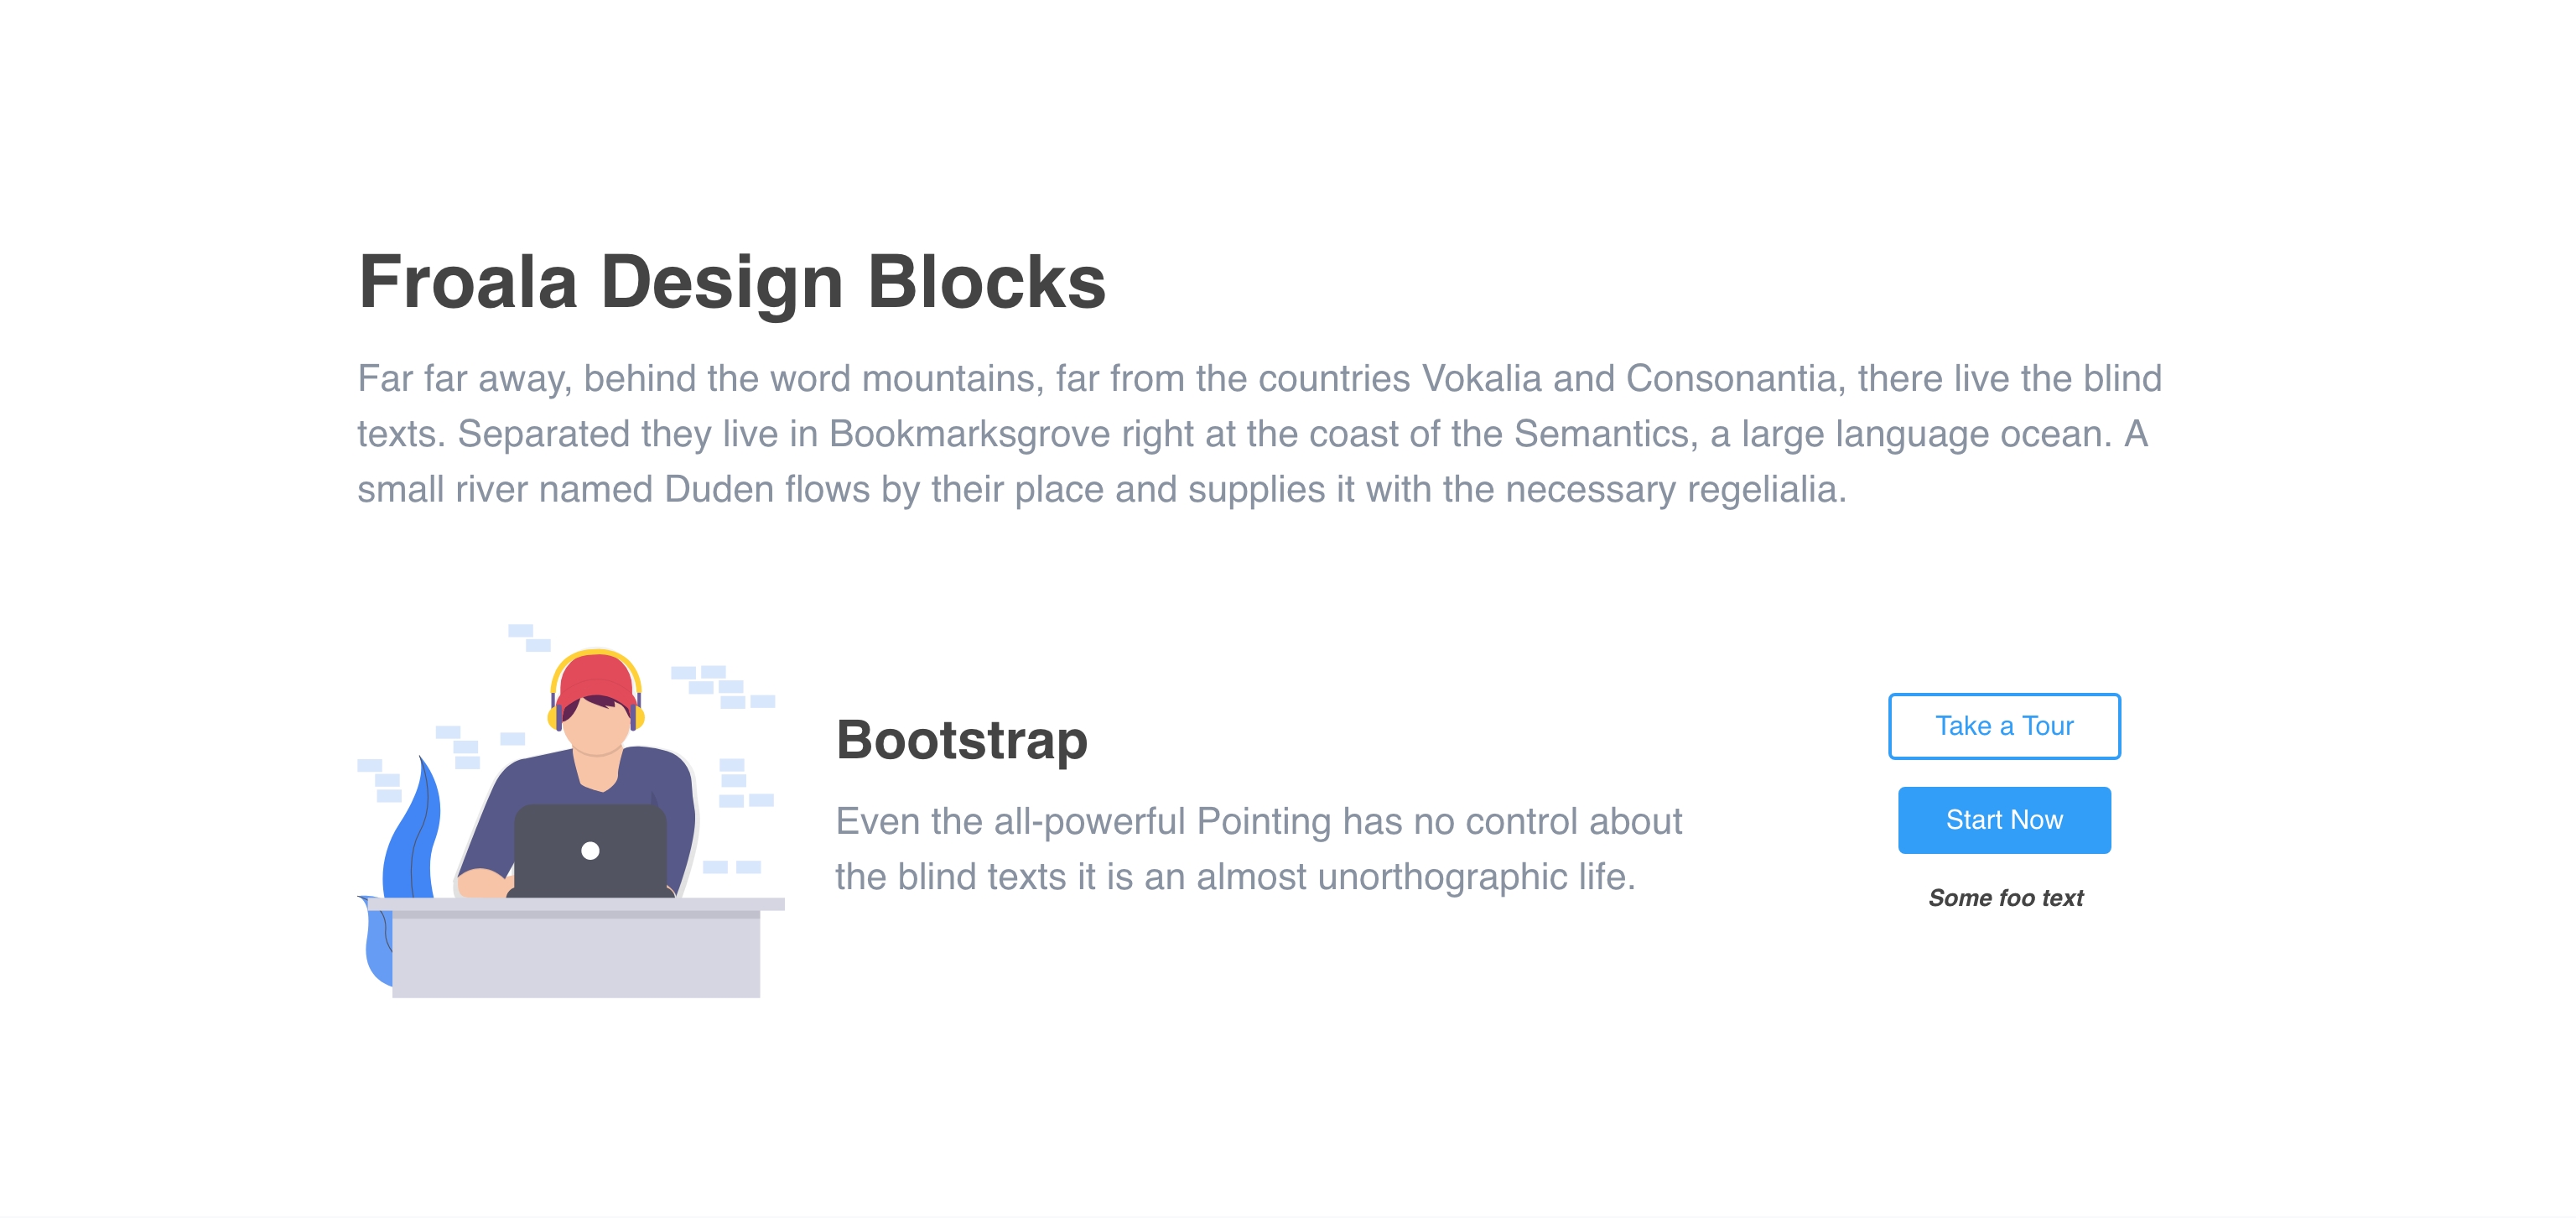 Froala Design Blocks
Far far away, behind the word mountains, far from the countries Vokalia and Consonantia, there live the blind
texts. Separated they live in Bookmarksgrove right at the coast of the Semantics, a large language ocean. A
small river named Duden flows by their place and supplies it with the necessary regelialia.
Bootstrap
Even the all-powerful Pointing has no control about
the blind texts it is an almost unorthographic life.
Take a Tour
Start Now
Some foo text